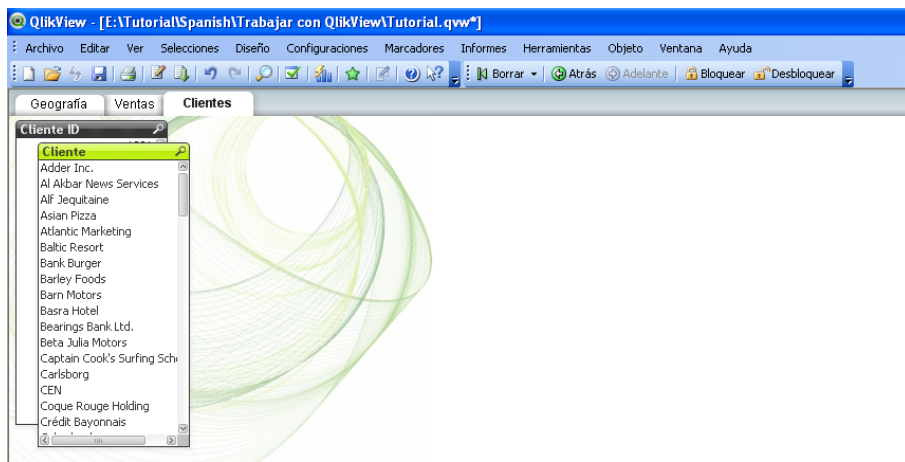 QlikView - [E:\Tutorial\Spanish\Trabajar con QlikView\Tutorial.qvw*]
Archivo Editar Ver Selecciones Diseño Configuraciones Marcadores Informes Herramientas Objeto Ventana Ayuda
Borrar Atrás Adelante Bloquear Desbloquear
Geografía Ventas Clientes
Cliente ID
Cliente
Adder Inc.
Al Akbar News Services
Alf Jequitaine
Asian Pizza
Atlantic Marketing
Baltic Resort
Bank Burger
Barley Foods
Barn Motors
Basra Hotel
Bearings Bank Ltd.
Beta Julia Motors
Captain Cook's Surfing Sch
Carlsborg
CEN
Coque Rouge Holding
Crédit Bayonnais